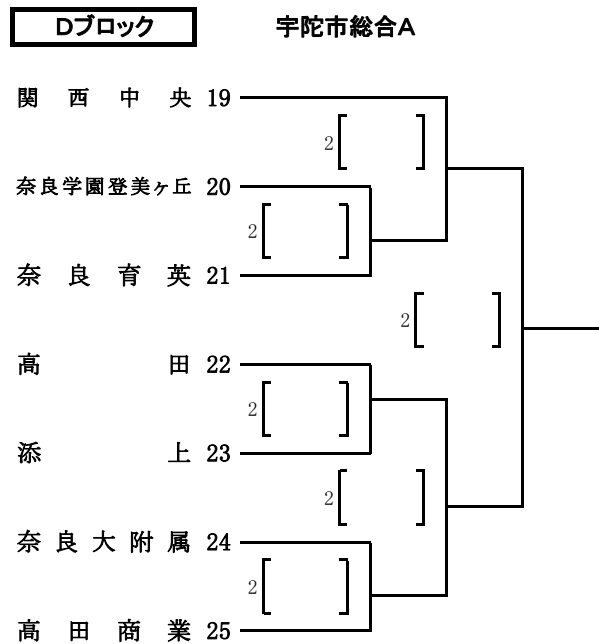 Dブロック 宇陀市総合A
関西中央 19
2
奈良学園登美ヶ丘 20
2
奈良育英 21
2
高田 22
2
添上 23
2
奈良大附属 24
2
高田商業 25